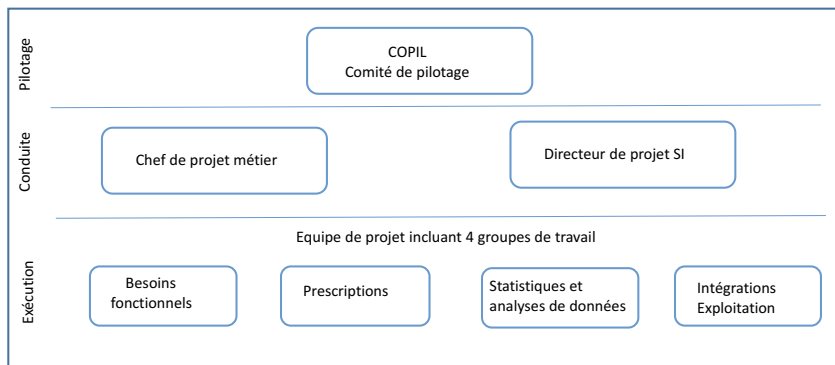 Pilotage
COPIL
Comité de pilotage
Conduite
Chef de projet métier
Directeur de projet SI
Exécution
Equipe de projet incluant 4 groupes de travail
Besoins
fonctionnels
Prescriptions
Statistiques et
analyses de données
Intégrations
Exploitation